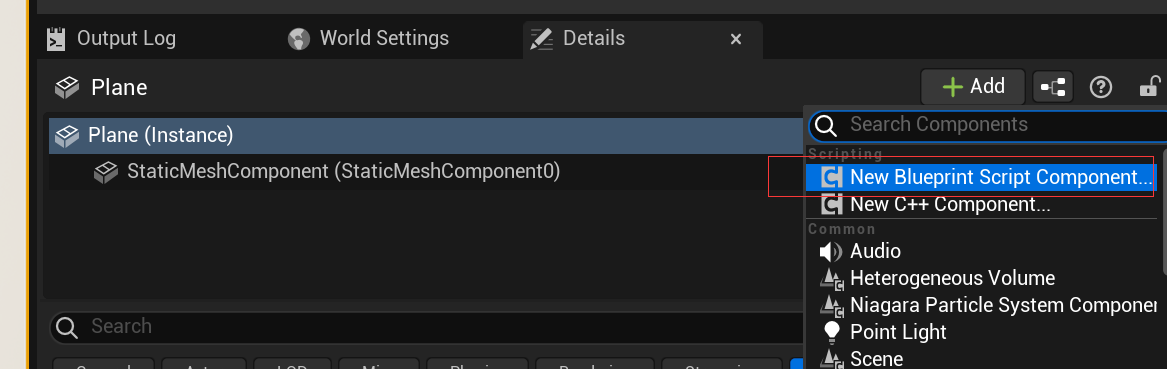 Output Log
World Settings
Details
Plane
Add
Plane (Instance)
StaticMeshComponent (StaticMeshComponent0)
Search
Search Components
Scripting
New Blueprint Script Component...
New C++ Component...
Common
Audio
Heterogeneous Volume
Niagara Particle System Componen
Point Light
Scene